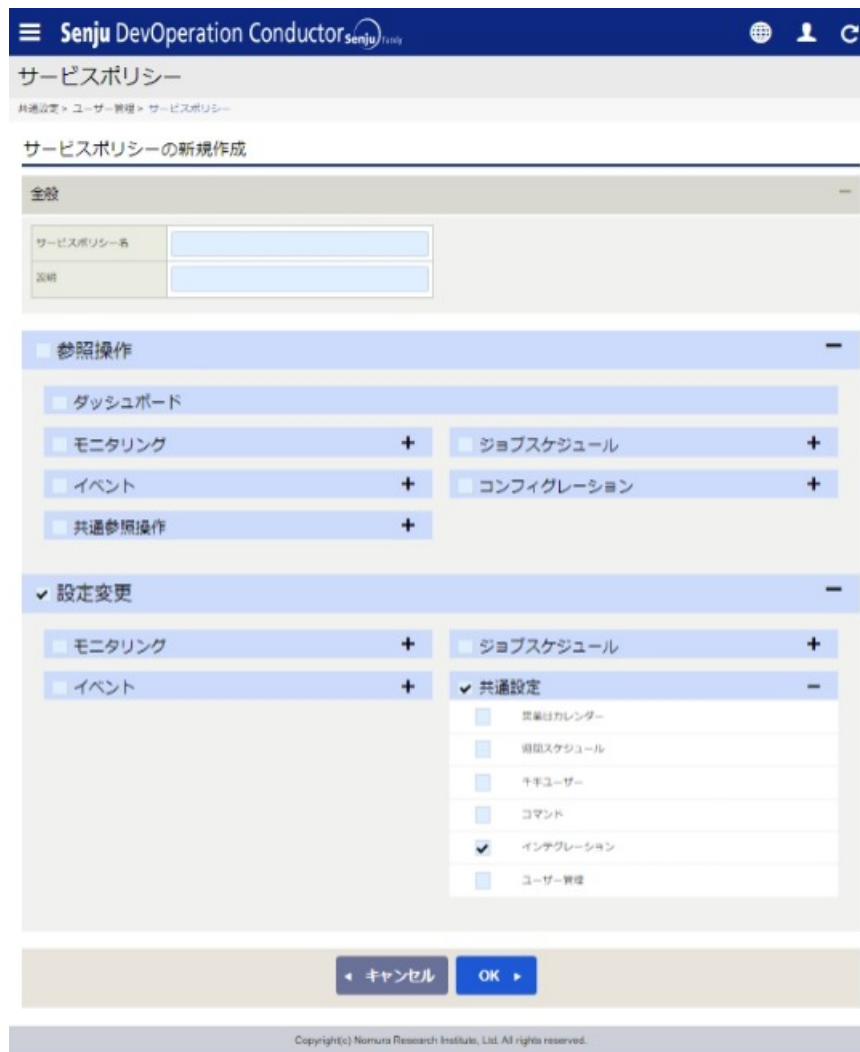 Senju DevOperation Conductor senju Family
サービスポリシー
共通設定 > ユーザー管理 > サービスポリシー
サービスポリシーの新規作成
全般
サービスポリシー名
説明
参照操作
ダッシュボード
モニタリング
ジョブスケジュール
イベント
コンフィグレーション
共通参照操作
設定変更
モニタリング
ジョブスケジュール
イベント
共通設定
営業日カレンダー
週間スケジュール
千手ユーザー
コマンド
インテグレーション
ユーザー管理
キャンセル
OK
Copyright(c) Nomura Research Institute, Ltd. All rights reserved.